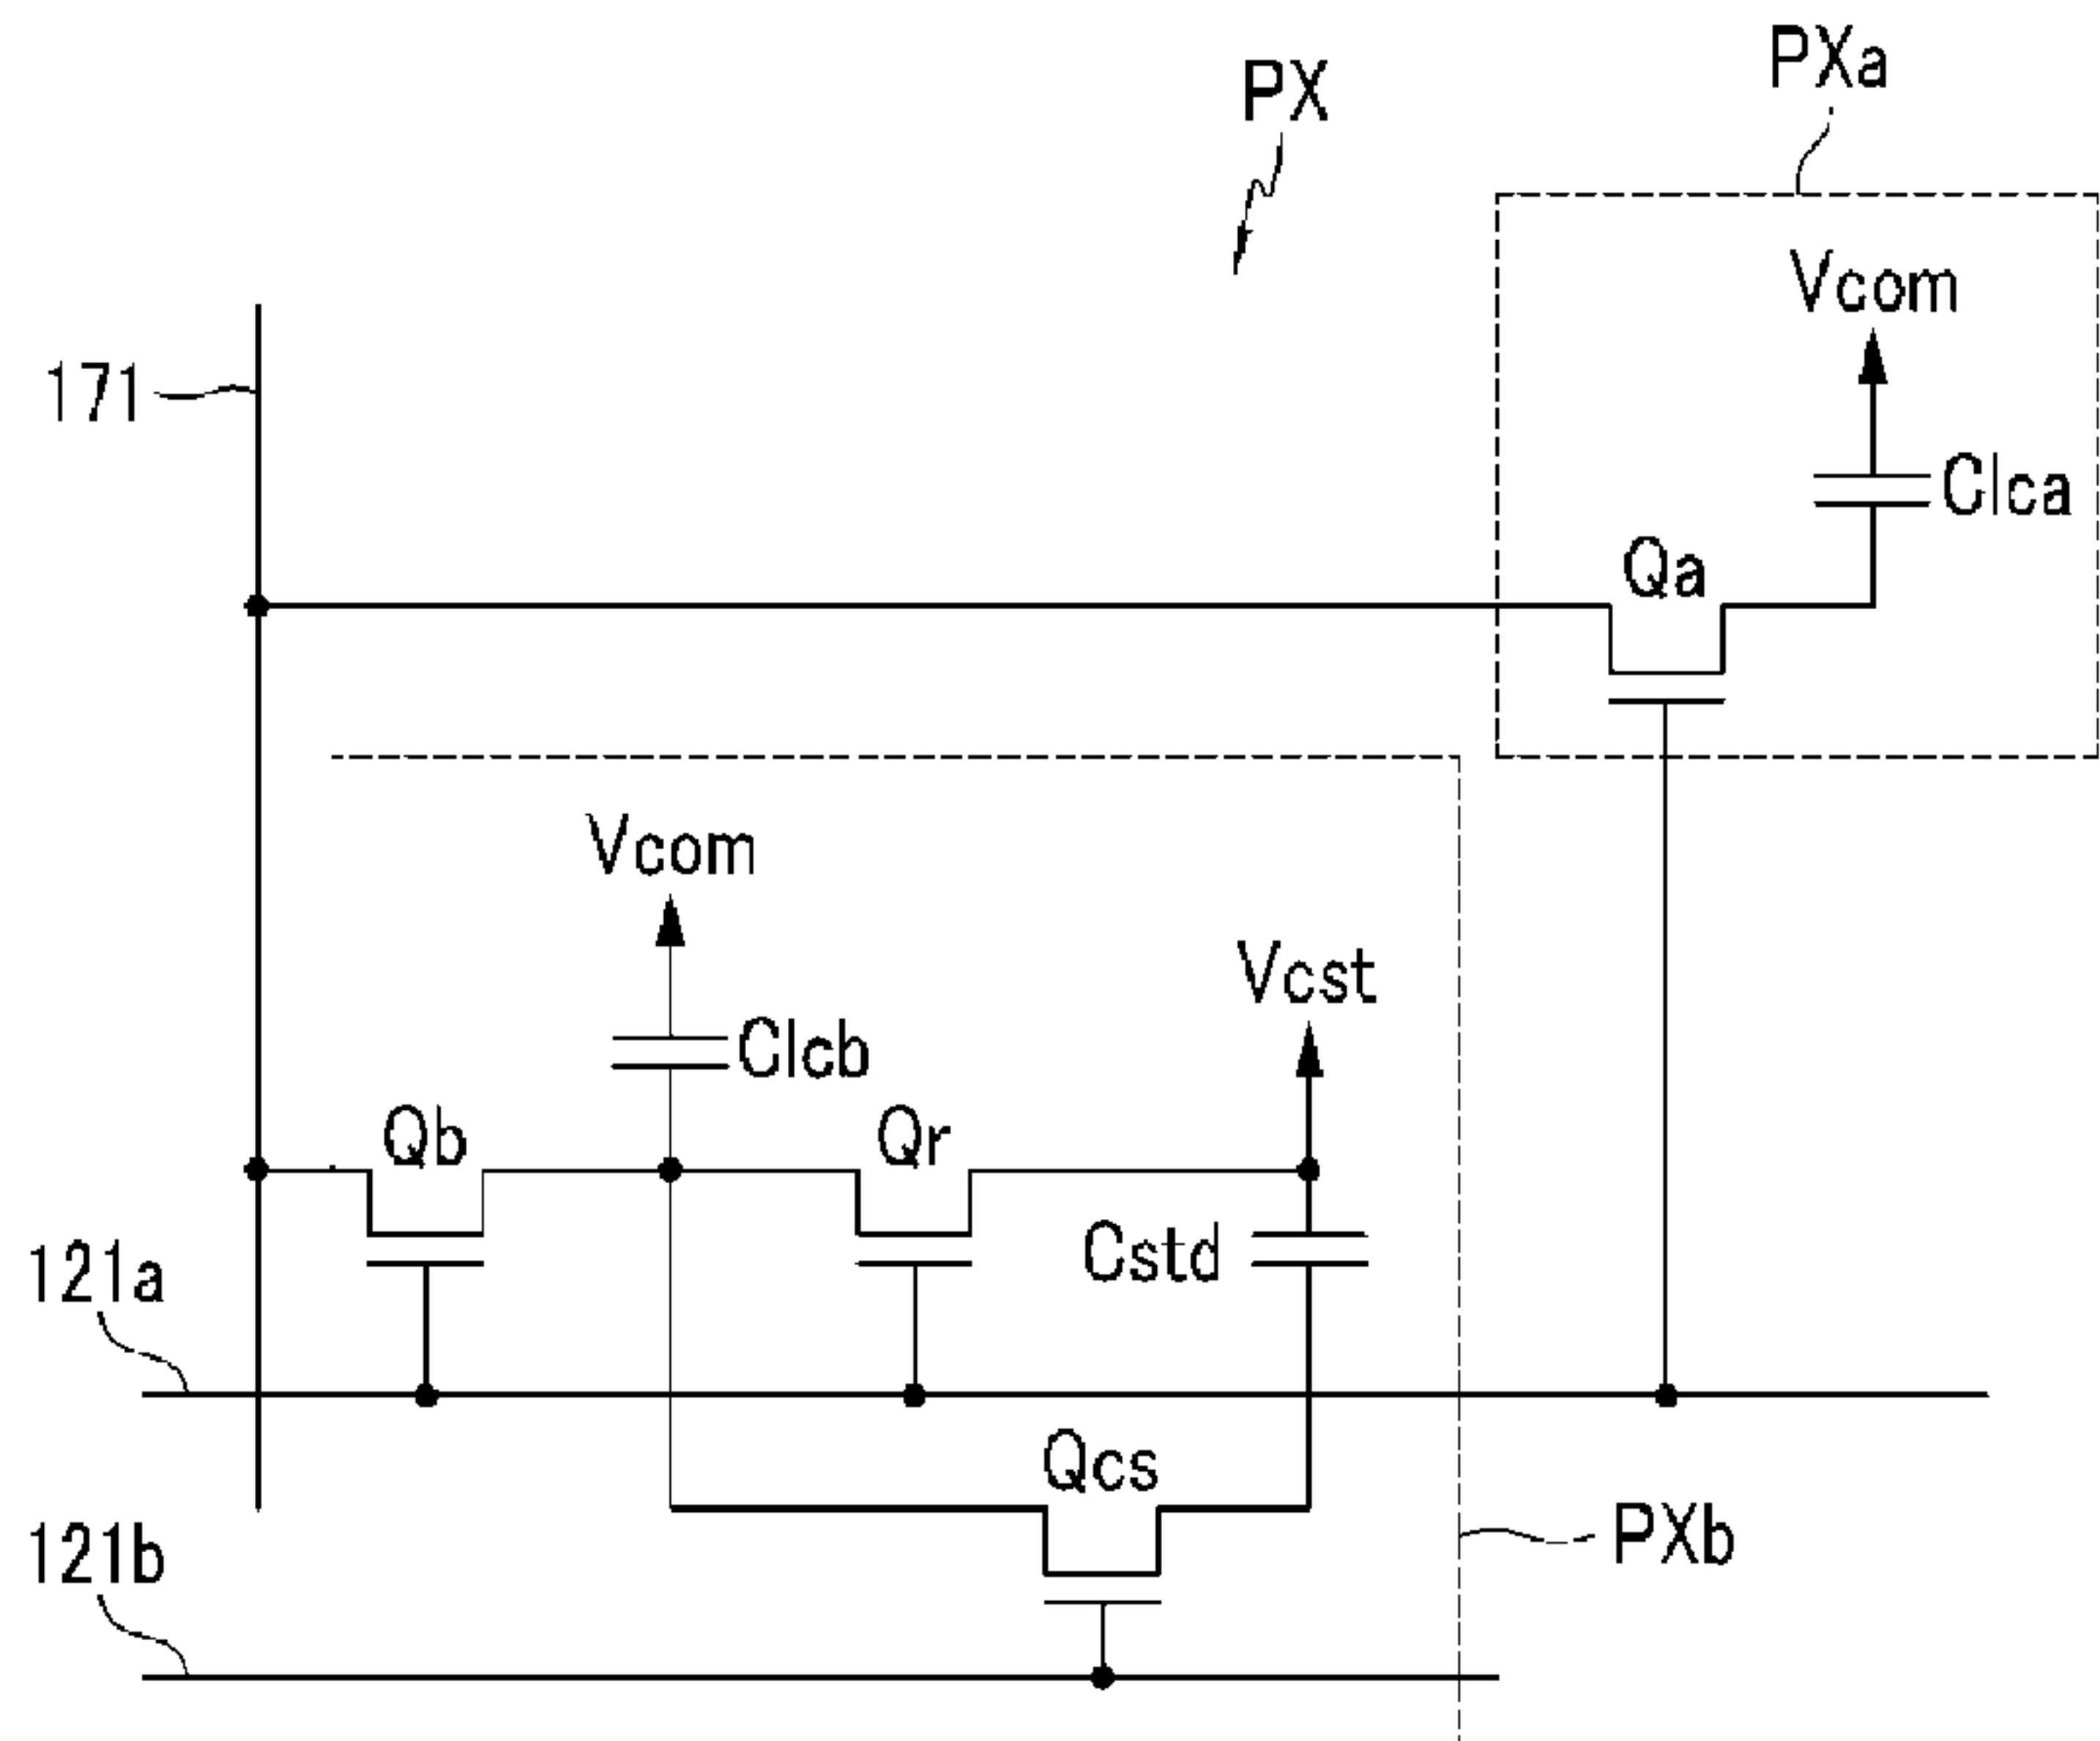 PX
PXa
Vcom
171
Clca
Qa
Vcom
Vcst
Clcb
Qb
Qr
Cstd
121a
Qcs
121b
PXb